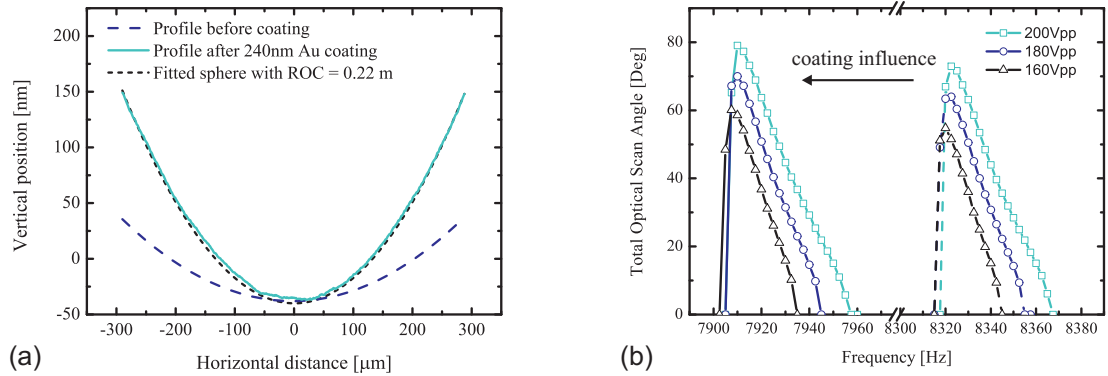 Profile before coating
Profile after 240nm Au coating
Fitted sphere with ROC = 0.22 m
Vertical position [nm]
200
150
100
50
0
-50
-300 -200 -100 0 100 200 300
Horizontal distance [µm]
(a)
200Vpp
180Vpp
160Vpp
coating influence
Total Optical Scan Angle [Deg]
80
60
40
20
0
7900 7920 7940 7960 8300 8320 8340 8360 8380
Frequency [Hz]
(b)